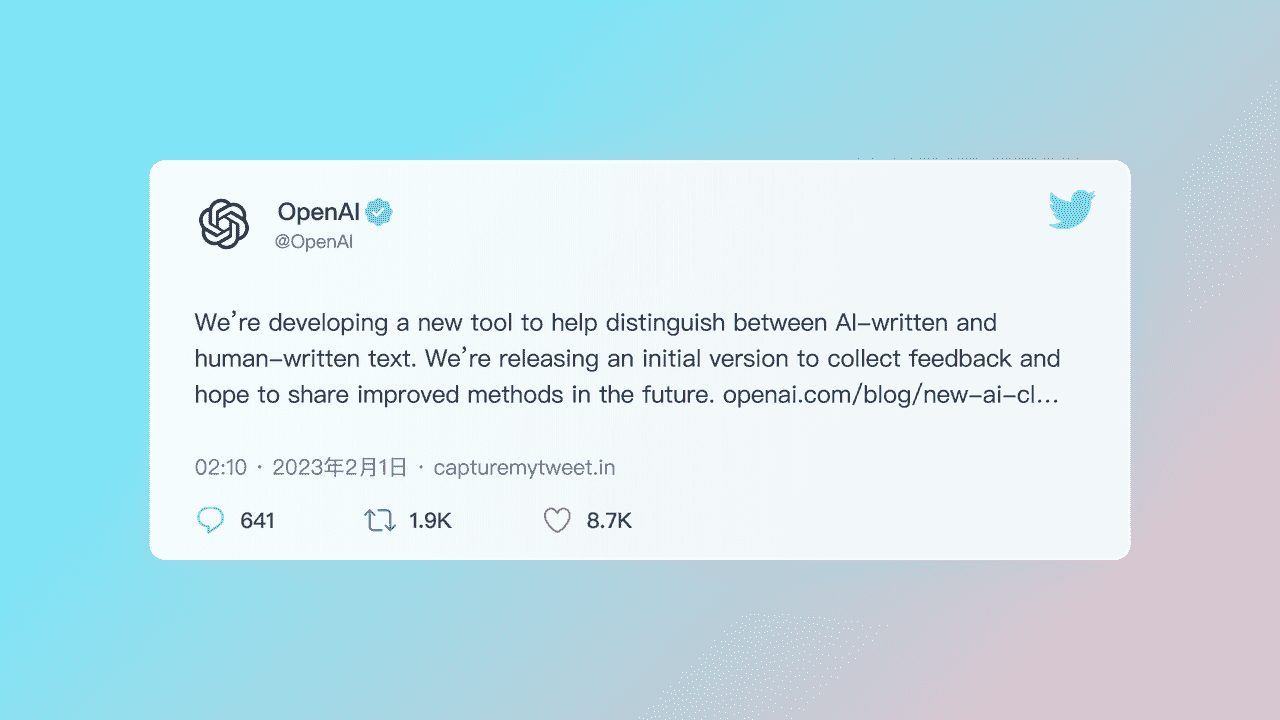 OpenAI
@OpenAI
We’re developing a new tool to help distinguish between AI–written and
human–written text. We’re releasing an initial version to collect feedback and
hope to share improved methods in the future. openai.com/blog/new–ai–cl…
02:10 · 2023年2月1日 · capturemytweet.in
641 1.9K 8.7K